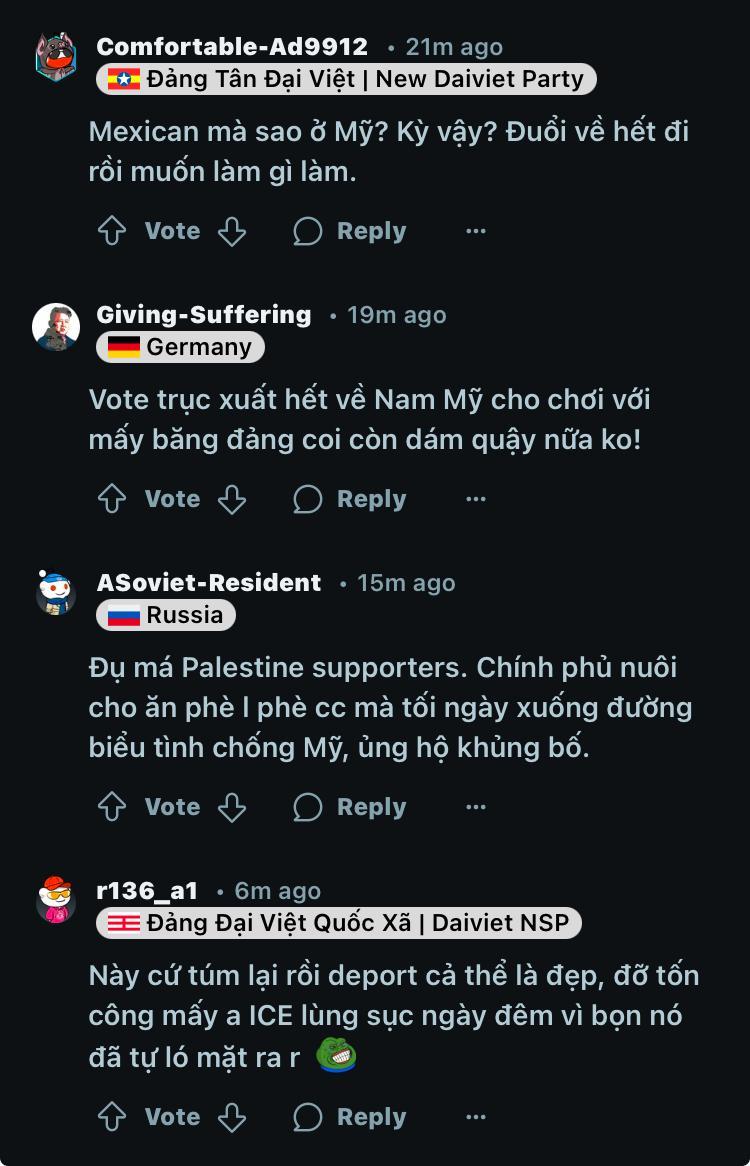 Comfortable-Ad9912 • 21m ago
Đảng Tân Đại Việt | New Daiviet Party
Mexican mà sao ở Mỹ? Kỳ vậy? Đuổi về hết đi
rồi muốn làm gì làm.
Vote Reply ...
Giving-Suffering • 19m ago
Germany
Vote trục xuất hết về Nam Mỹ cho chơi với
mấy băng đảng coi còn dám quậy nữa ko!
Vote Reply ...
ASoviet-Resident • 15m ago
Russia
Đụ má Palestine supporters. Chính phủ nuôi
cho ăn phè l phè cc mà tối ngày xuống đường
biểu tình chống Mỹ, ủng hộ khủng bố.
Vote Reply ...
r136_a1 • 6m ago
Đảng Đại Việt Quốc Xã | Daiviet NSP
Này cứ túm lại rồi deport cả thể là đẹp, đỡ tốn
công mấy a ICE lùng sục ngày đêm vì bọn nó
đã tự ló mặt ra r
Vote Reply ...